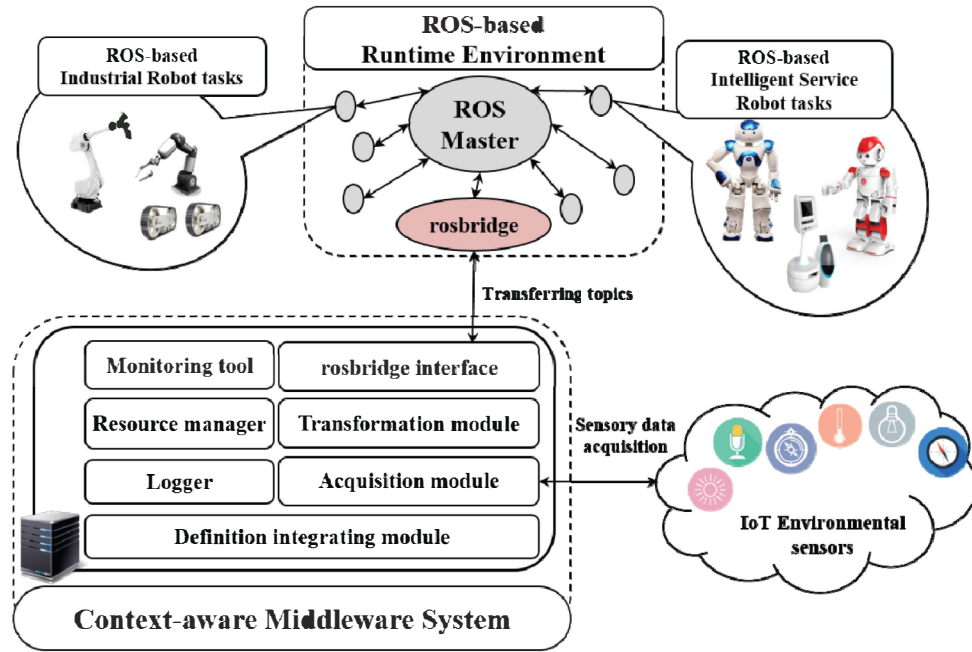 ROS-based
Runtime Environment
ROS-based
Industrial Robot tasks
ROS-based
Intelligent Service
Robot tasks
ROS
Master
rosbridge
Transferring topics
Monitoring tool
rosbridge interface
Resource manager
Transformation module
Logger
Acquisition module
Definition integrating module
Sensory data
acquisition
IoT Environmental
sensors
Context-aware Middleware System